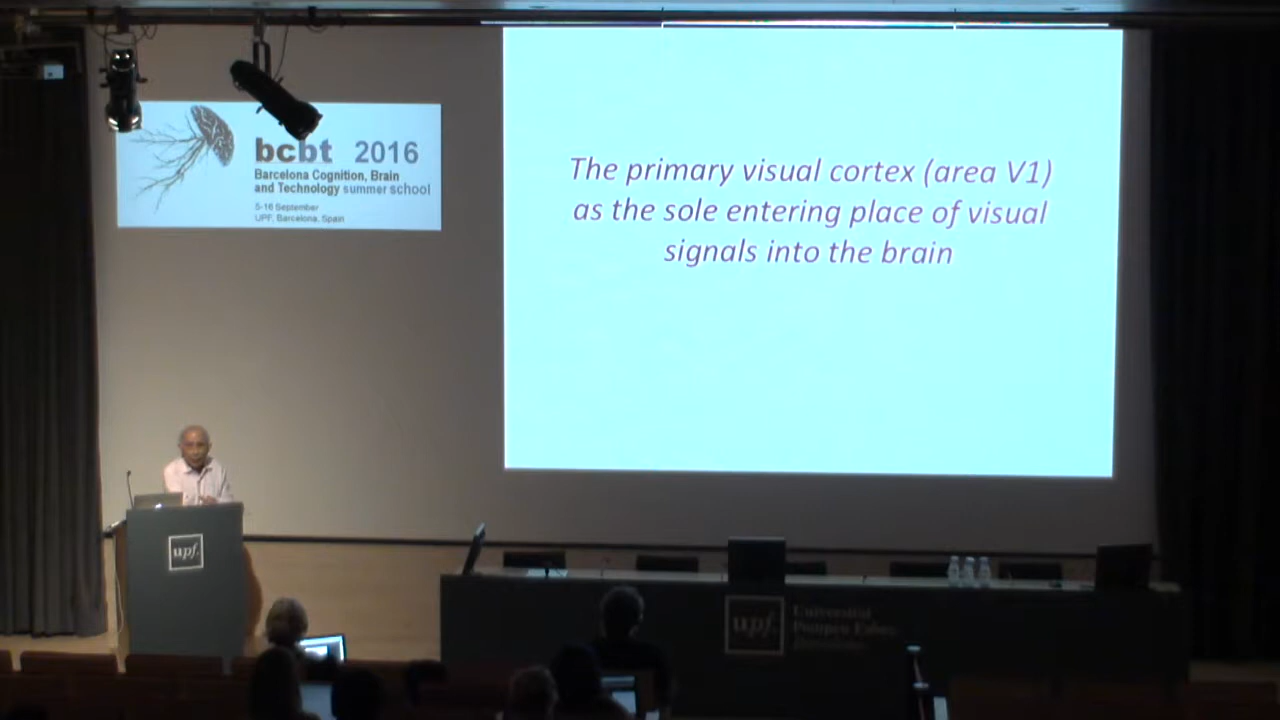 bcbt 2016
Barcelona Cognition, Brain
and Technology summer school
5-16 September
UPF, Barcelona, Spain
The primary visual cortex (area V1)
as the sole entering place of visual
signals into the brain
upf.
upf.
Universitat
Pompeu Fabra